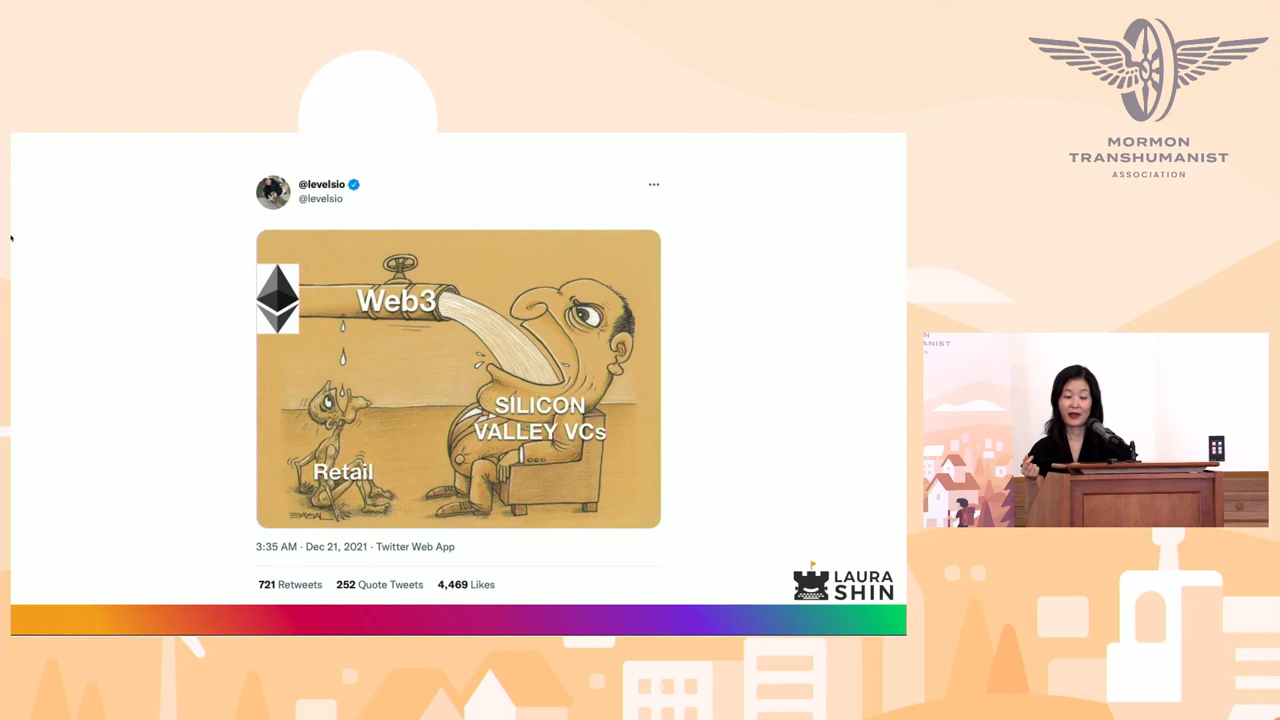 MORMON
TRANSHUMANIST
ASSOCIATION
@levelsio
@levelsio
Web3
SILICON
VALLEY VCs
Retail
3:35 AM · Dec 21, 2021 · Twitter Web App
721 Retweets 252 Quote Tweets 4,469 Likes
LAURA
SHIN
N
ANIST
N